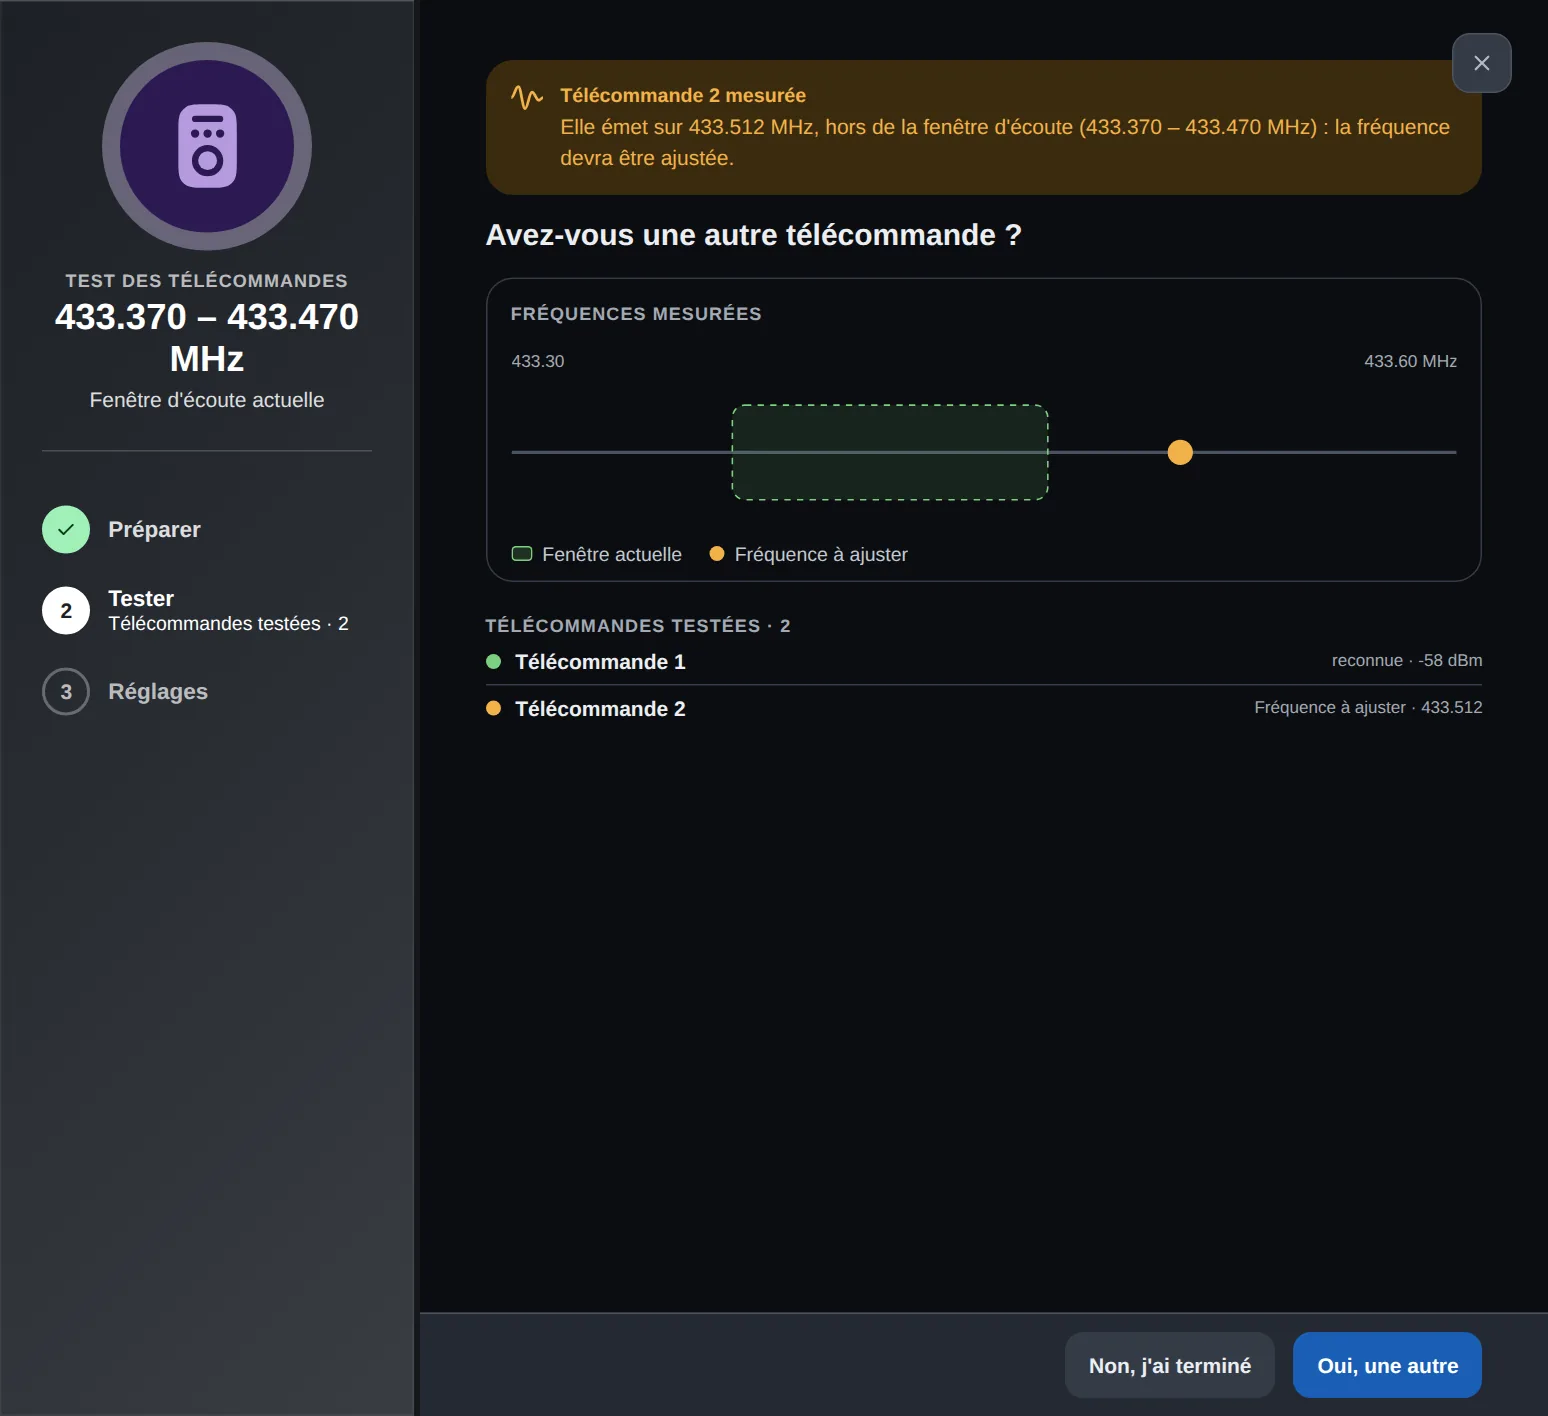 TEST DES TÉLÉCOMMANDES
433.370 – 433.470
MHz
Fenêtre d'écoute actuelle
Préparer
2
Tester
Télécommandes testées · 2
3
Réglages
Télécommande 2 mesurée
Elle émet sur 433.512 MHz, hors de la fenêtre d'écoute (433.370 – 433.470 MHz) : la fréquence
devra être ajustée.
Avez-vous une autre télécommande ?
FRÉQUENCES MESURÉES
433.30
433.60 MHz
Fenêtre actuelle
Fréquence à ajuster
TÉLÉCOMMANDES TESTÉES · 2
Télécommande 1
reconnue · -58 dBm
Télécommande 2
Fréquence à ajuster · 433.512
Non, j'ai terminé
Oui, une autre